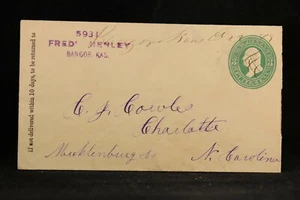 if not delivered within 10 days, to be returned to
5931
FRED MERLEY
BANGOR KAS.
C. J. Cowles
Charlotte
Mecklenburg Co
N. Carolina